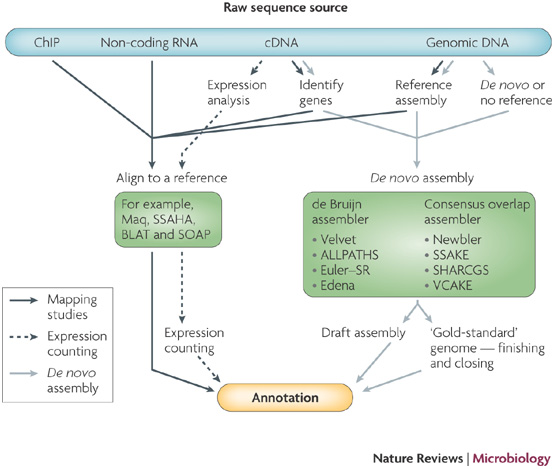 Raw sequence source
ChIP
Non-coding RNA
cDNA
Genomic DNA
Expression
analysis
Identify
genes
Reference
assembly
De novo or
no reference
Align to a reference
De novo assembly
For example,
Maq, SSAHA,
BLAT and SOAP
de Bruijn
assembler
• Velvet
• ALLPATHS
• Euler–SR
• Edena
Consensus overlap
assembler
• Newbler
• SSAKE
• SHARCGS
• VCAKE
Mapping
studies
Expression
counting
De novo
assembly
Expression
counting
Draft assembly
‘Gold-standard’
genome — finishing
and closing
Annotation
Nature Reviews | Microbiology